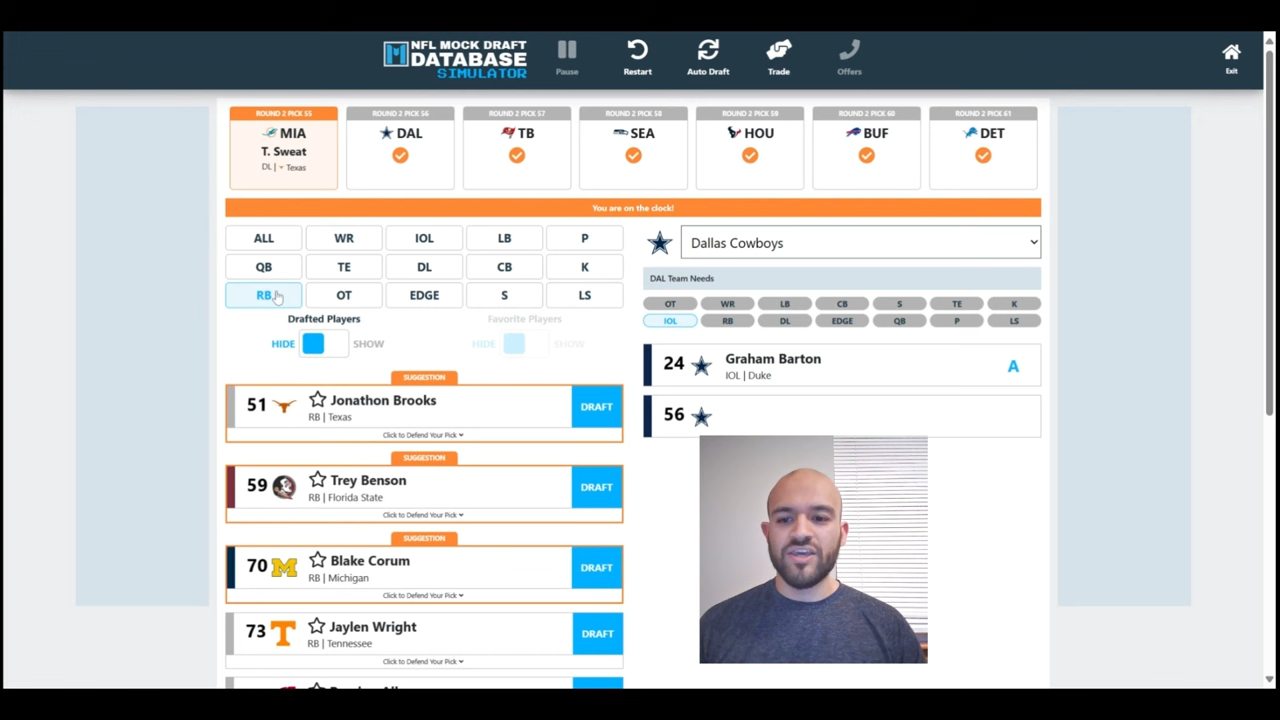 NFL MOCK DRAFT
DATABASE
SIMULATOR
Pause
Restart
Auto Draft
Trade
Offers
Exit
ROUND 2 PICK 55
MIA
T. Sweat
DL | Texas
ROUND 2 PICK 56
DAL
ROUND 2 PICK 57
TB
ROUND 2 PICK 58
SEA
ROUND 2 PICK 59
HOU
ROUND 2 PICK 60
BUF
ROUND 2 PICK 61
DET
You are on the clock!
ALL WR IOL LB P
QB TE DL CB K
RB OT EDGE S LS
Drafted Players
HIDE SHOW
Favorite Players
HIDE SHOW
SUGGESTION
51 Jonathon Brooks DRAFT
RB | Texas
Click to Defend Your Pick
SUGGESTION
59 Trey Benson DRAFT
RB | Florida State
Click to Defend Your Pick
SUGGESTION
70 Blake Corum DRAFT
RB | Michigan
Click to Defend Your Pick
73 Jaylen Wright DRAFT
RB | Tennessee
Click to Defend Your Pick
Dallas Cowboys
DAL Team Needs
OT WR LB CB S TE K
IOL RB DL EDGE QB P LS
24 Graham Barton A
IOL | Duke
56